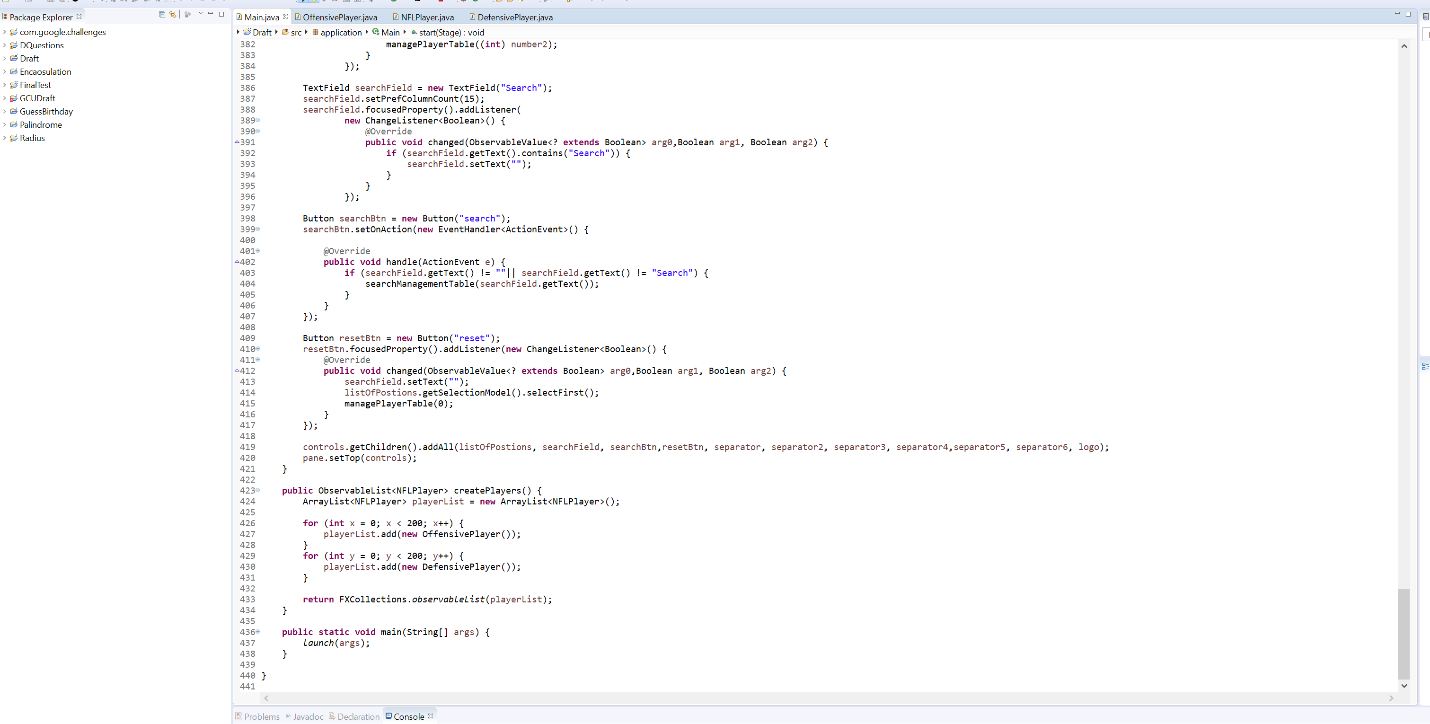 Package Explorer
com.google.challenges
DQuestions
Draft
Encaosulation
FinalTest
GCUDraft
GuessBirthday
Palindrome
Radius
Main.java OffensivePlayer.java NFLPlayer.java DefensivePlayer.java
Draft src application Main start(Stage) : void
382 managePlayerTable((int) number2);
383 }
384 });
385
386 TextField searchField = new TextField("Search");
387 searchField.setPrefColumnCount(15);
388 searchField.focusedProperty().addListener(
389 new ChangeListener<Boolean>() {
390 @Override
391 public void changed(ObservableValue<? extends Boolean> arg0,Boolean arg1, Boolean arg2) {
392 if (searchField.getText().contains("Search")) {
393 searchField.setText("");
394 }
395 }
396 });
397
398 Button searchBtn = new Button("search");
399 searchBtn.setOnAction(new EventHandler<ActionEvent>() {
400
401 @Override
402 public void handle(ActionEvent e) {
403 if (searchField.getText() != ""|| searchField.getText() != "Search") {
404 searchManagementTable(searchField.getText());
405 }
406 }
407 });
408
409 Button resetBtn = new Button("reset");
410 resetBtn.focusedProperty().addListener(new ChangeListener<Boolean>() {
411 @Override
412 public void changed(ObservableValue<? extends Boolean> arg0,Boolean arg1, Boolean arg2) {
413 searchField.setText("");
414 listOfPostions.getSelectionModel().selectFirst();
415 managePlayerTable(0);
416 }
417 });
418
419 controls.getChildren().addAll(listOfPostions, searchField, searchBtn,resetBtn, separator, separator2, separator3, separator4,separator5, separator6, logo);
420 pane.setTop(controls);
421 }
422
423 public ObservableList<NFLPlayer> createPlayers() {
424 ArrayList<NFLPlayer> playerList = new ArrayList<NFLPlayer>();
425
426 for (int x = 0; x < 200; x++) {
427 playerList.add(new OffensivePlayer());
428 }
429 for (int y = 0; y < 200; y++) {
430 playerList.add(new DefensivePlayer());
431 }
432
433 return FXCollections.observableList(playerList);
434 }
435
436 public static void main(String[] args) {
437 launch(args);
438 }
439
440 }
441
Problems Javadoc Declaration Console